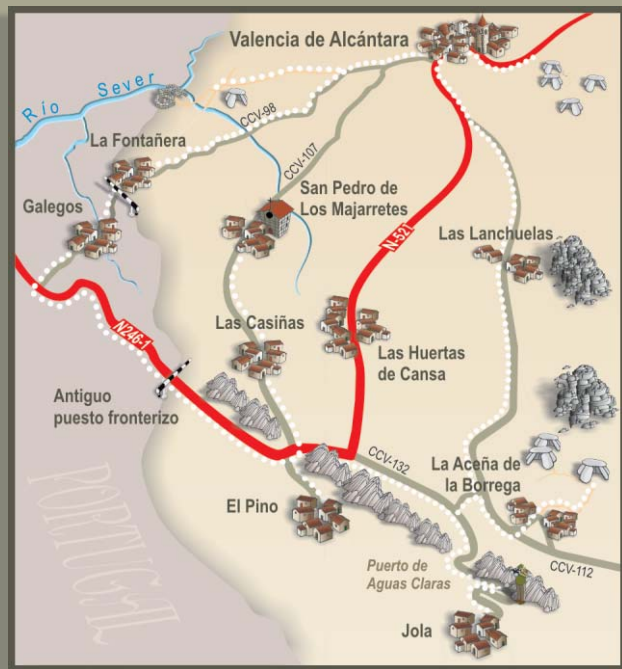 Valencia de Alcántara
Río Sever
CCV-98
La Fontañera
CCV-107
San Pedro de
Los Majarretes
Galegos
N-521
Las Lanchuelas
N246-1
Las Casiñas
Las Huertas
de Cansa
Antiguo
puesto fronterizo
CCV-132
La Aceña de
la Borrega
El Pino
PORTUGAL
Puerto de
Aguas Claras
CCV-112
Jola